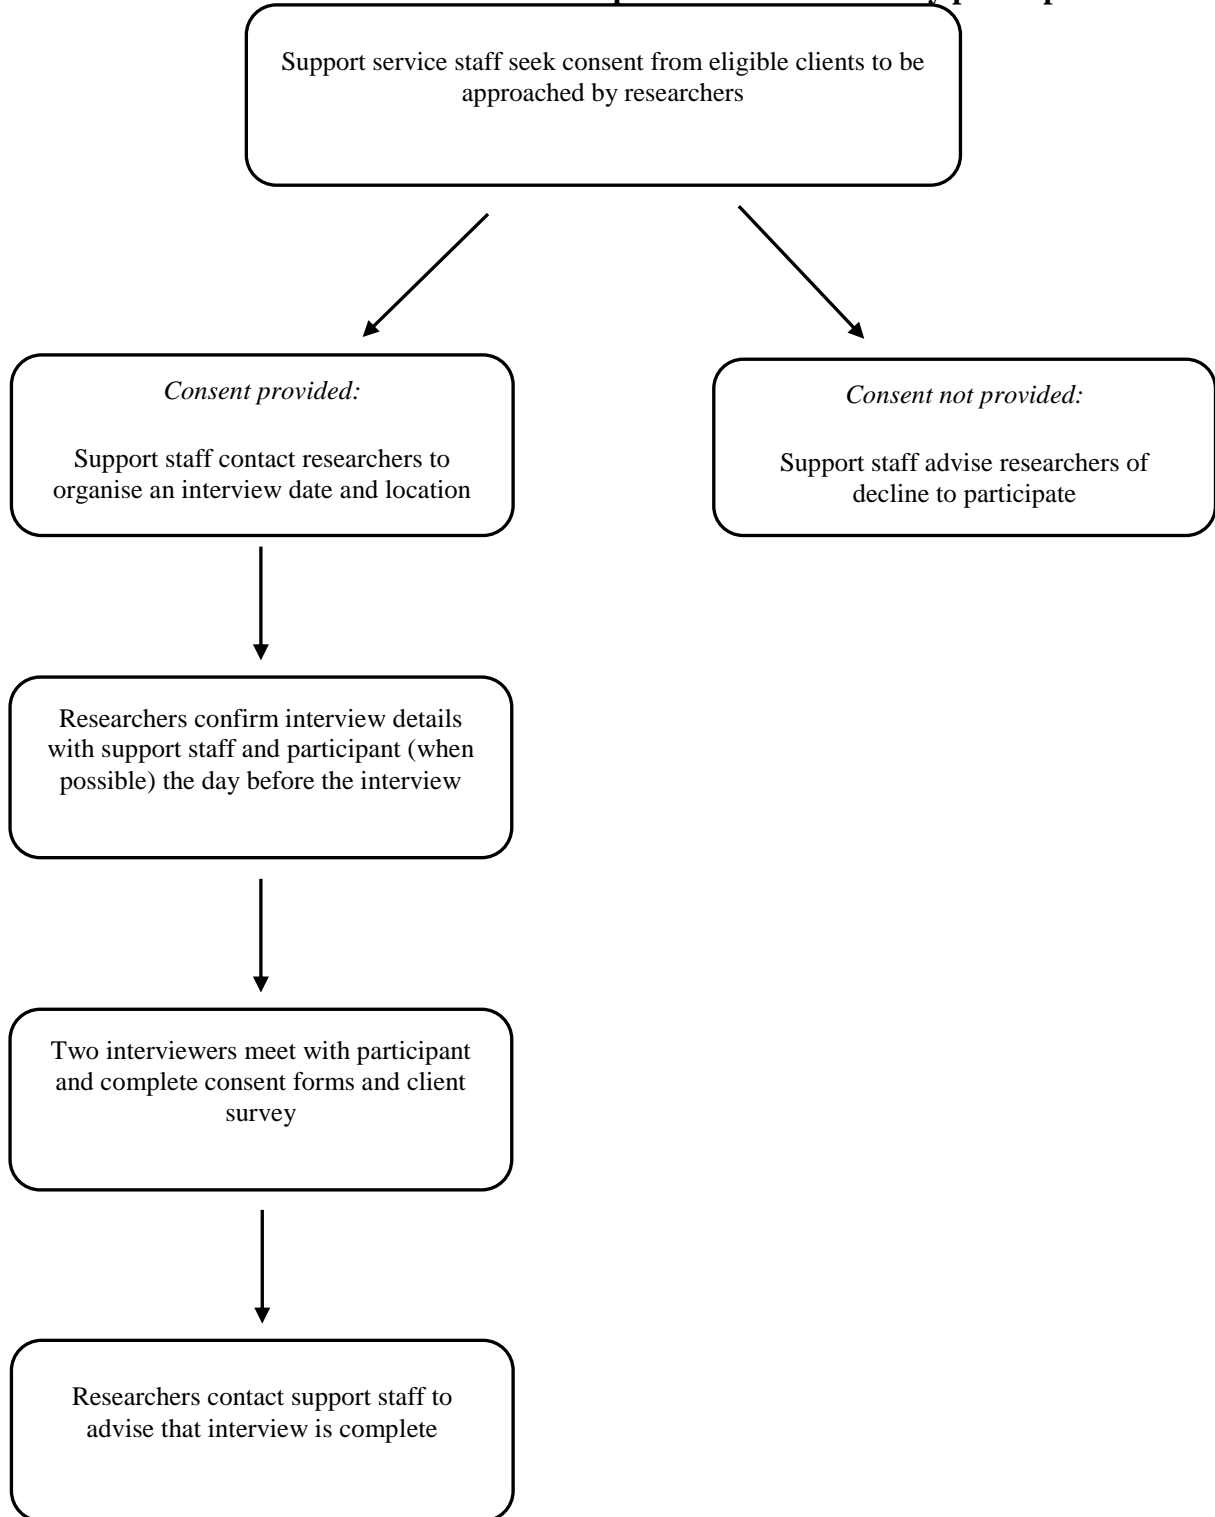 Support service staff seek consent from eligible clients to be
approached by researchers
Consent provided:
Support staff contact researchers to
organise an interview date and location
Consent not provided:
Support staff advise researchers of
decline to participate
Researchers confirm interview details
with support staff and participant (when
possible) the day before the interview
Two interviewers meet with participant
and complete consent forms and client
survey
Researchers contact support staff to
advise that interview is complete